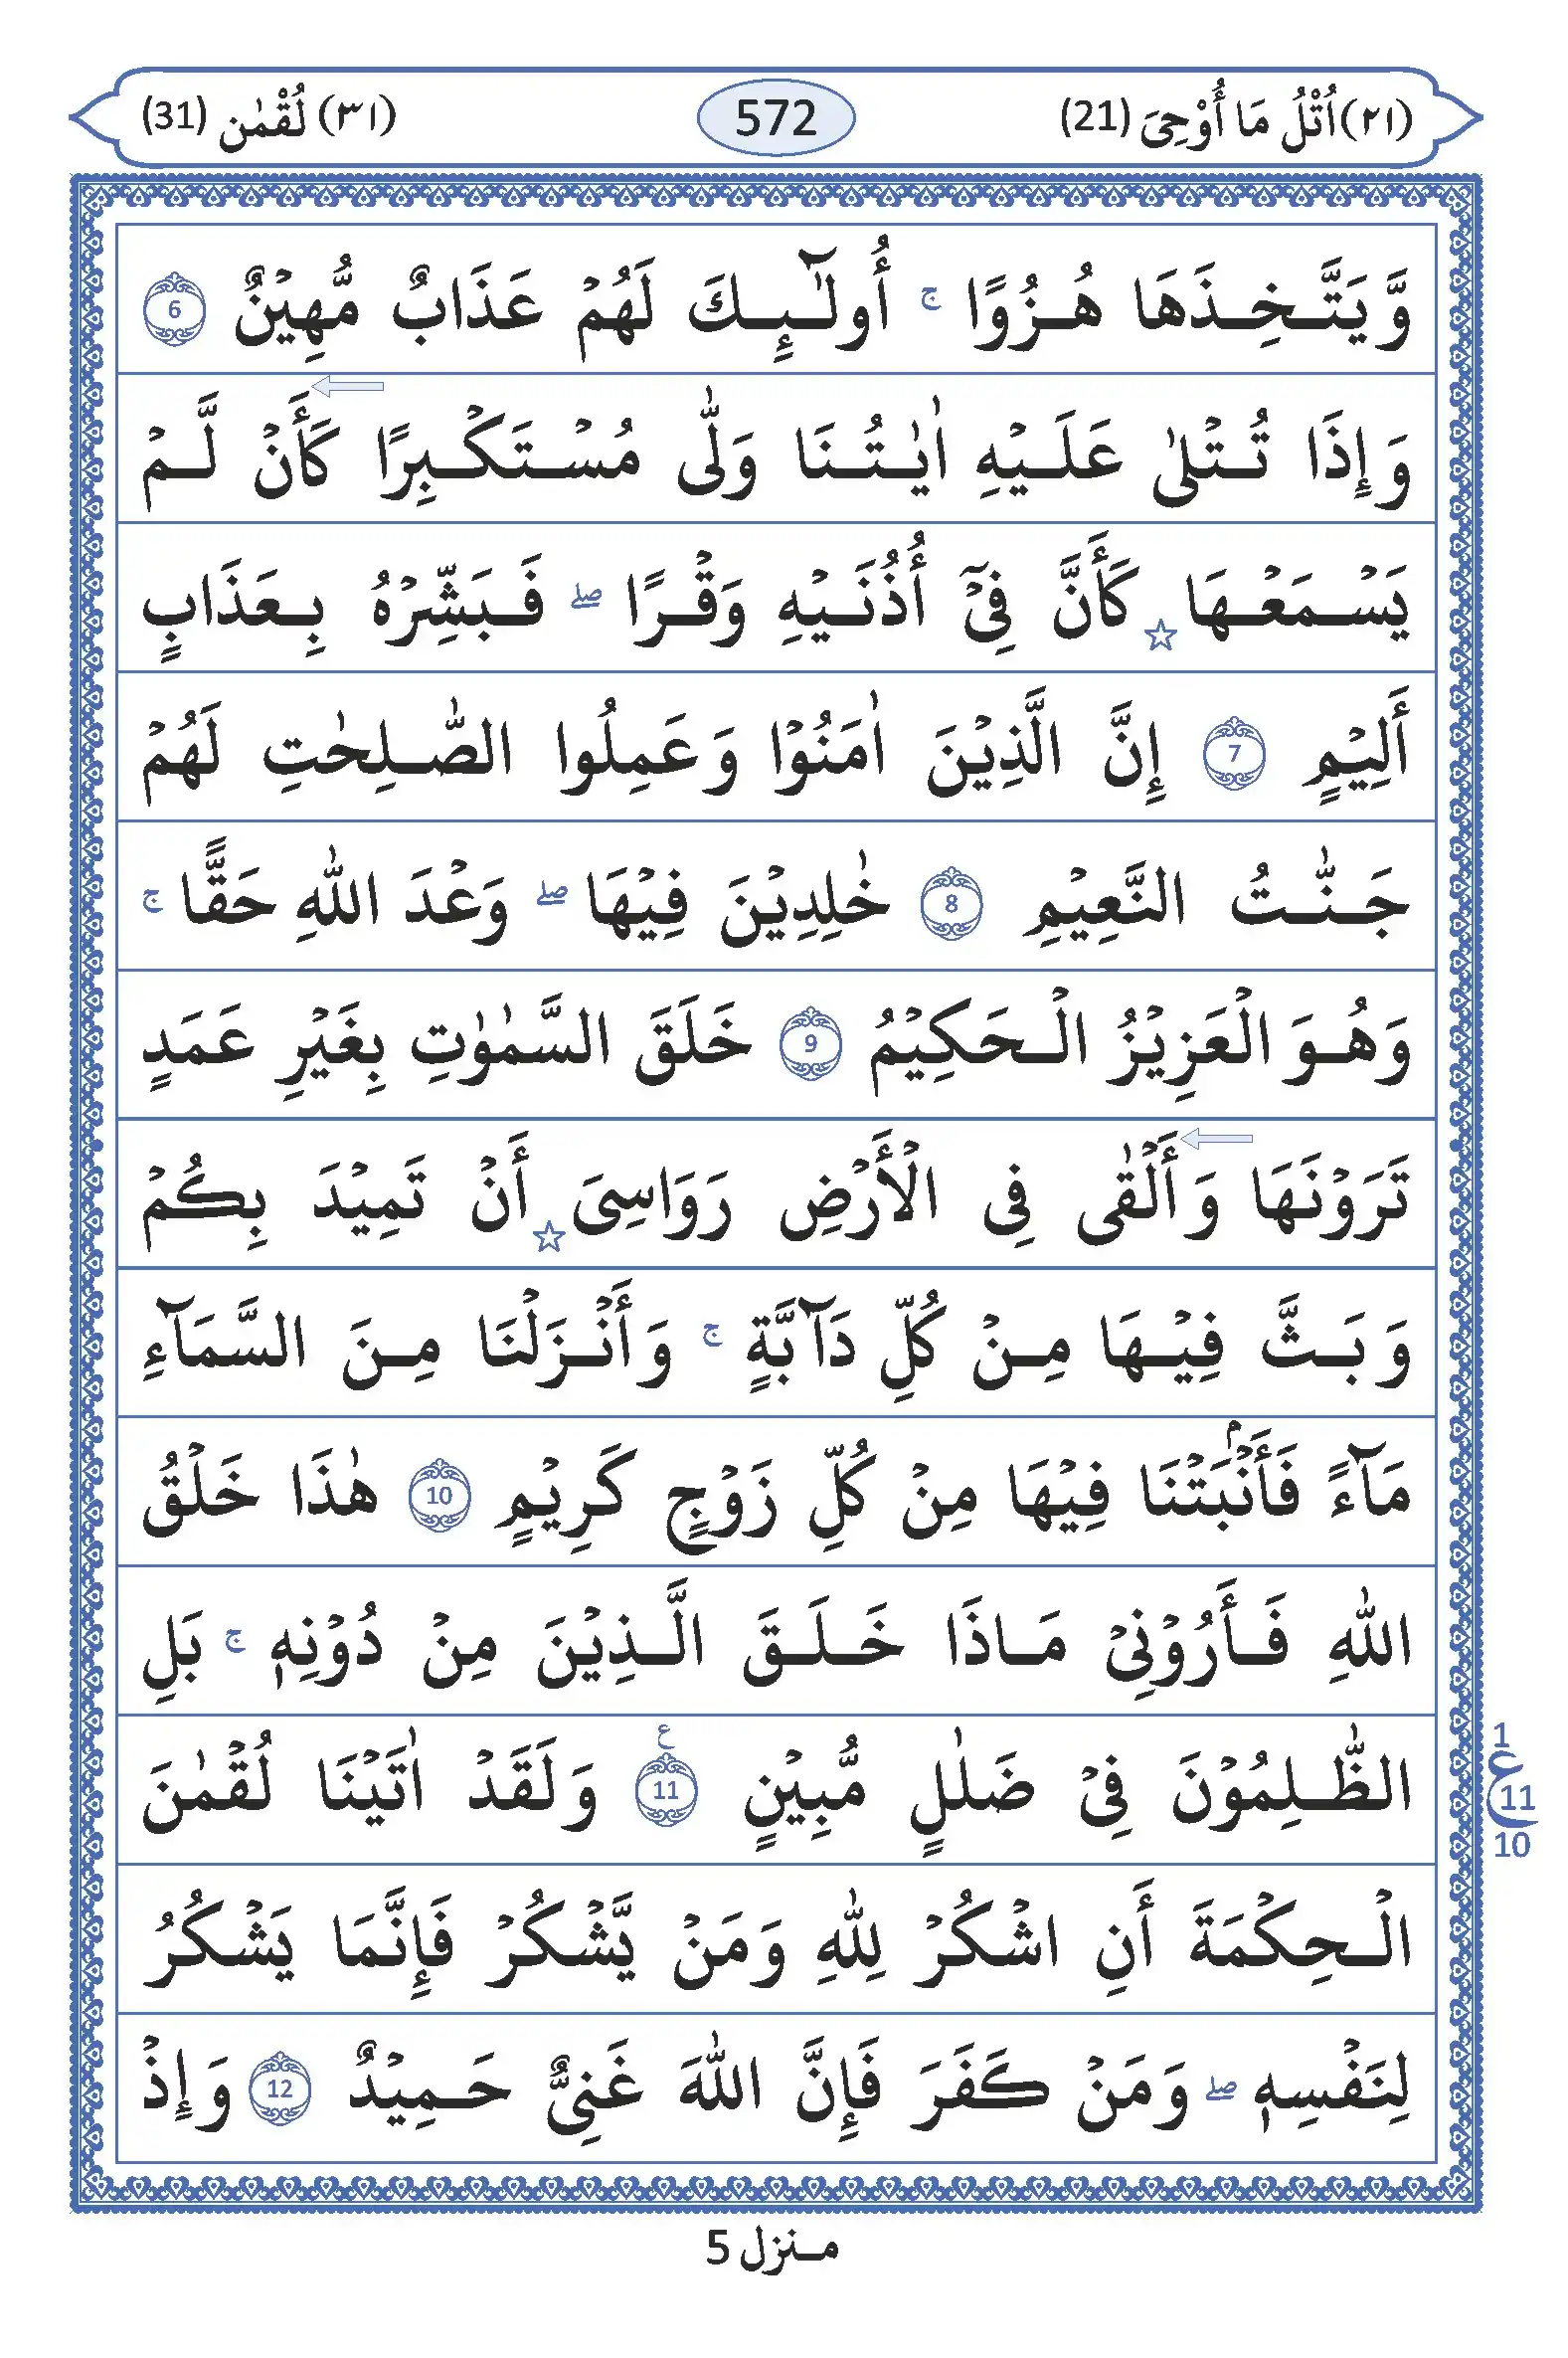 (٢١) اُتْلُ مَا أُوْحِیَ (21) 572 (٣١) لُقْمٰن (31)
وَّ يَتَّخِذَهَا هُزُوًا ۚ أُولٰٓئِكَ لَهُمْ عَذَابٌ مُّهِيْنٌ 6
وَ إِذَا تُتْلٰى عَلَيْهِ اٰيٰتُنَا وَلّٰى مُسْتَكْبِرًا كَأَنْ لَّمْ
يَسْمَعْهَا ☆ كَأَنَّ فِیْٓ أُذُنَيْهِ وَقْرًا ۖ فَبَشِّرْهُ بِعَذَابٍ
أَلِيْمٍ 7 إِنَّ الَّذِيْنَ اٰمَنُوْا وَ عَمِلُوا الصّٰلِحٰتِ لَهُمْ
جَنّٰتُ النَّعِيْمِ 8 خٰلِدِيْنَ فِيْهَا ۖ وَعْدَ اللّٰهِ حَقًّا ۚ
وَ هُوَ الْعَزِيْزُ الْحَكِيْمُ 9 خَلَقَ السَّمٰوٰتِ بِغَيْرِ عَمَدٍ
تَرَوْنَهَا وَ أَلْقٰى فِی الْأَرْضِ رَوَاسِیَ ☆ أَنْ تَمِيْدَ بِكُمْ
وَ بَثَّ فِيْهَا مِنْ كُلِّ دَآبَّةٍ ۚ وَ أَنْزَلْنَا مِنَ السَّمَآءِ
مَآءً فَأَنْۢبَتْنَا فِيْهَا مِنْ كُلِّ زَوْجٍ كَرِيْمٍ 10 هٰذَا خَلْقُ
اللّٰهِ فَأَرُوْنِیْ مَاذَا خَلَقَ الَّذِيْنَ مِنْ دُوْنِهٖ ۚ بَلِ
الظّٰلِمُوْنَ فِیْ ضَلٰلٍ مُّبِيْنٍ 11 ع وَ لَقَدْ اٰتَيْنَا لُقْمٰنَ
1
ع 11
10
الْحِكْمَةَ أَنِ اشْكُرْ لِلّٰهِ وَ مَنْ يَّشْكُرْ فَإِنَّمَا يَشْكُرُ
لِنَفْسِهٖ ۖ وَ مَنْ كَفَرَ فَإِنَّ اللّٰهَ غَنِیٌّ حَمِيْدٌ 12 وَ إِذْ
منزل 5